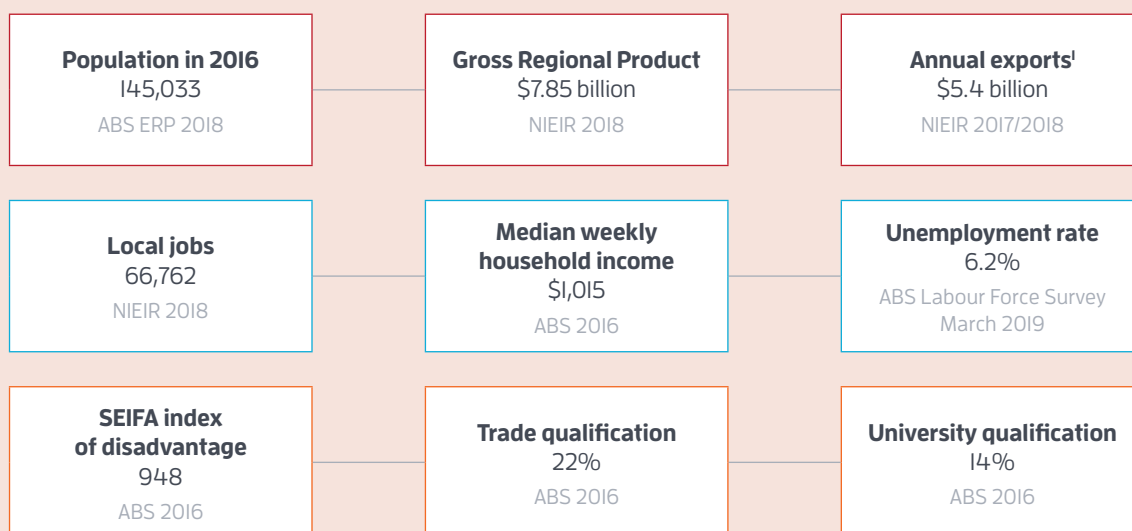 Population in 2016
145,033
ABS ERP 2018
Gross Regional Product
$7.85 billion
NIEIR 2018
Annual exports¹
$5.4 billion
NIEIR 2017/2018
Local jobs
66,762
NIEIR 2018
Median weekly
household income
$1,015
ABS 2016
Unemployment rate
6.2%
ABS Labour Force Survey
March 2019
SEIFA index
of disadvantage
948
ABS 2016
Trade qualification
22%
ABS 2016
University qualification
14%
ABS 2016